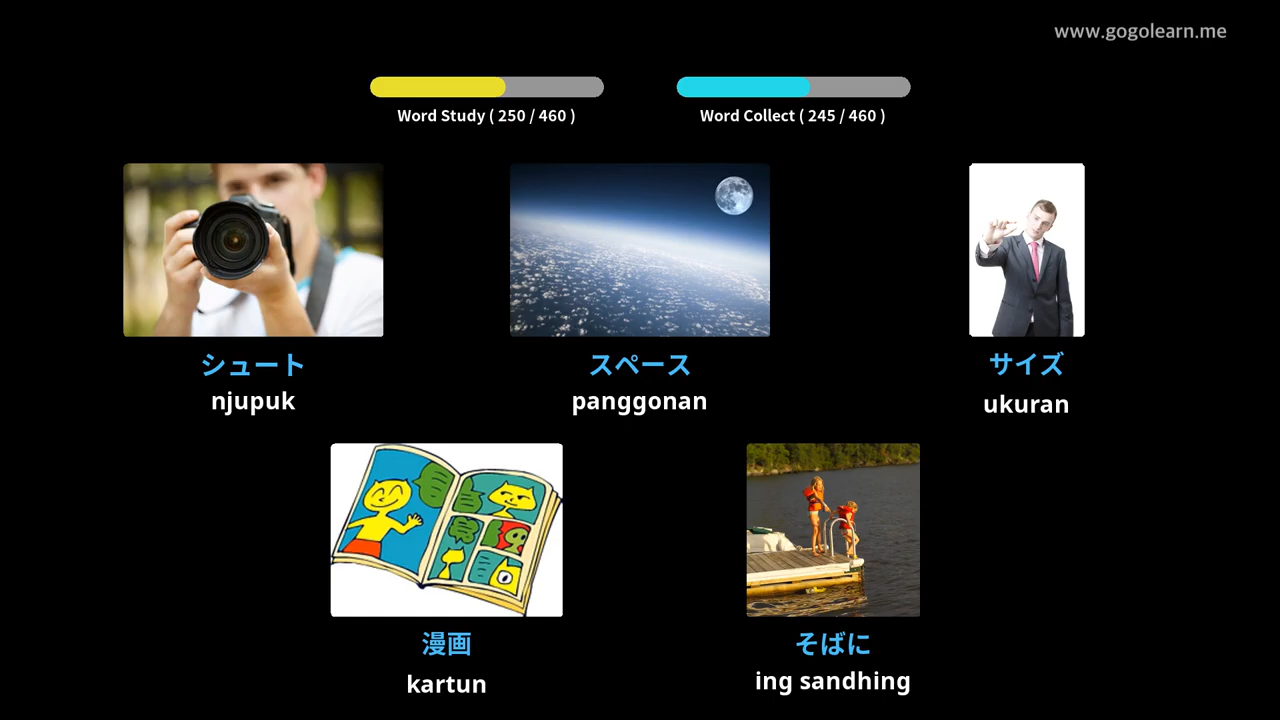 www.gogolearn.me
Word Study ( 250 / 460 )
Word Collect ( 245 / 460 )
シュート
njupuk
スペース
panggonan
サイズ
ukuran
漫画
kartun
そばに
ing sandhing